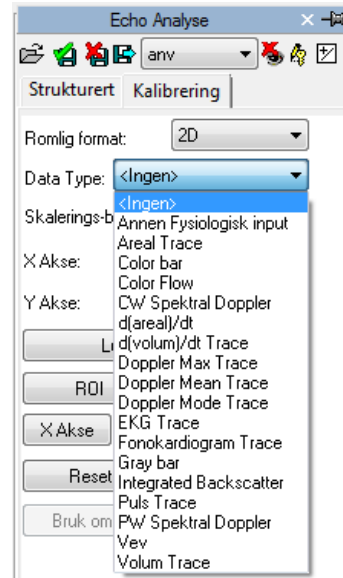 Echo Analyse
anv
Strukturert Kalibrering
Romlig format: 2D
Data Type: <Ingen>
<Ingen>
Skalerings-b
Annen Fysiologisk input
Areal Trace
Color bar
X Akse:
Color Flow
CW Spektral Doppler
Y Akse:
d(areal)/dt
d(volum)/dt Trace
Doppler Max Trace
ROI
Doppler Mean Trace
Doppler Mode Trace
X Akse
EKG Trace
Fonokardiogram Trace
Gray bar
Reset
Integrated Backscatter
Puls Trace
Bruk om
PW Spektral Doppler
Vev
Volum Trace